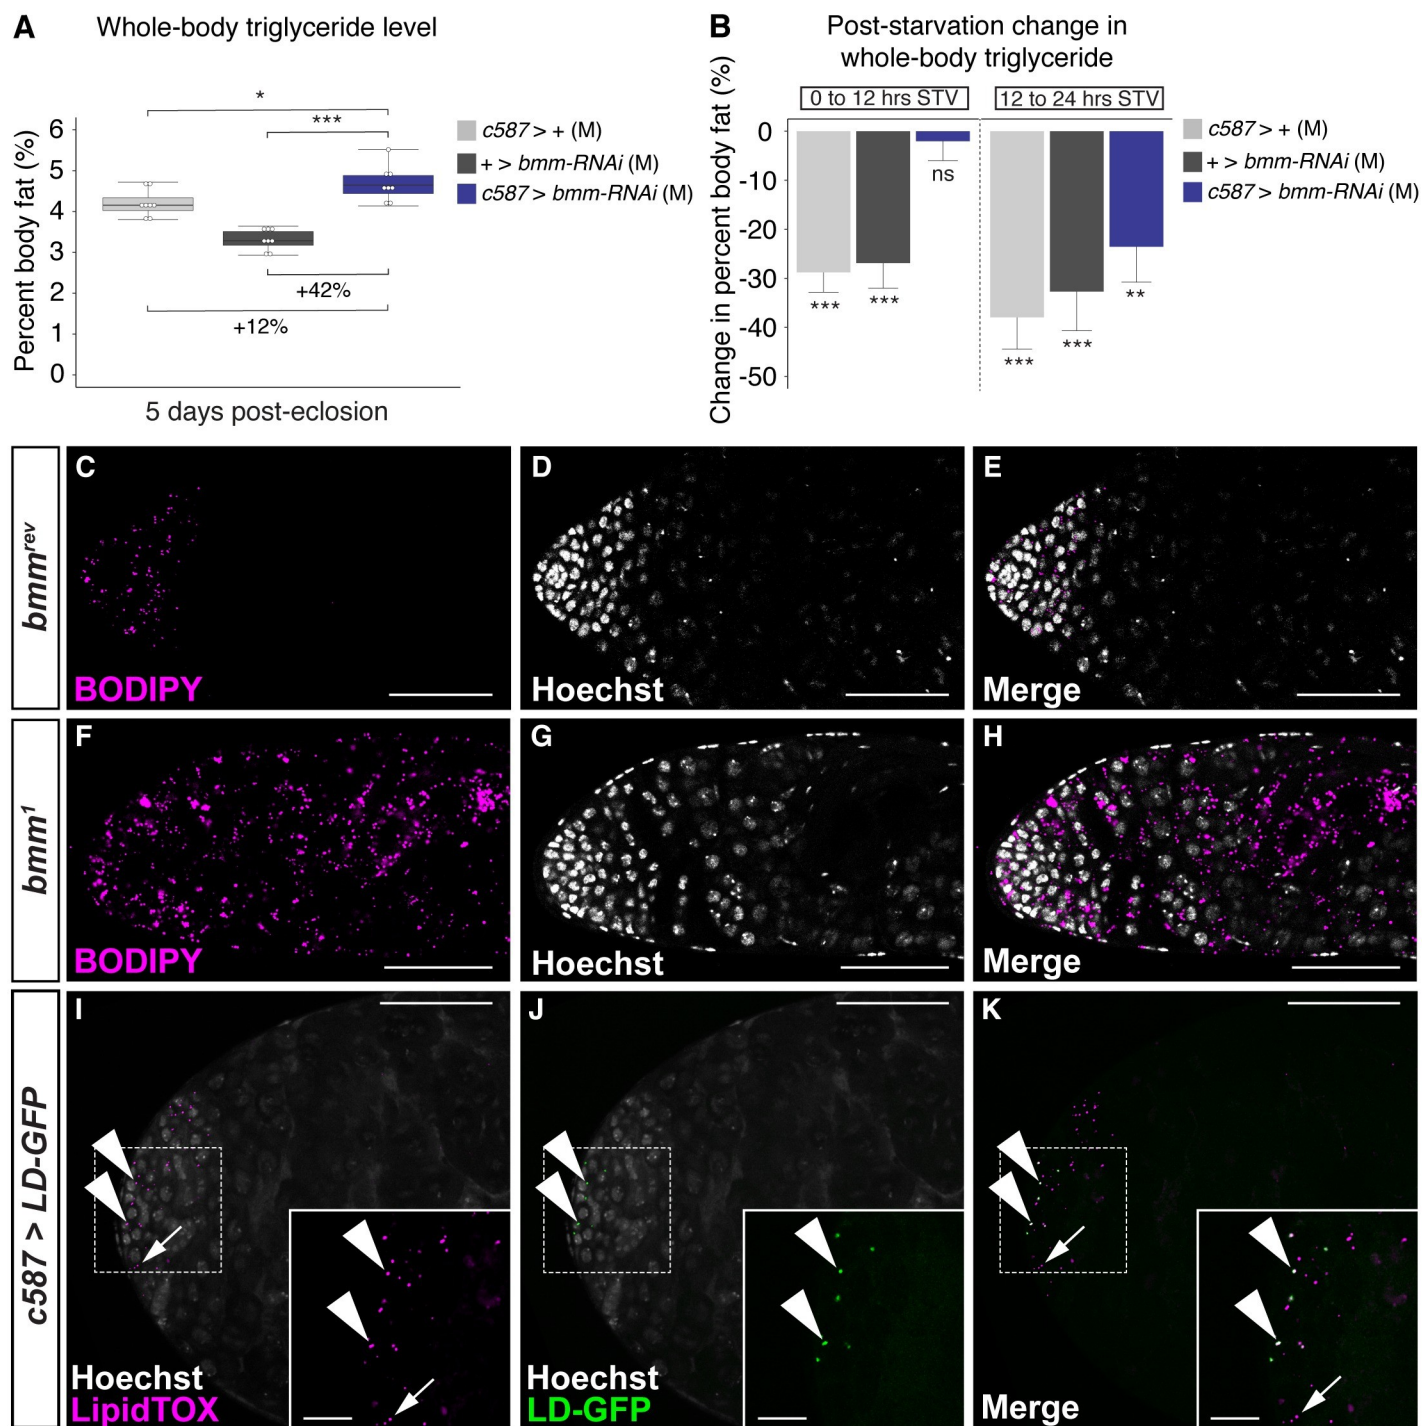 A
Whole-body triglyceride level
Percent body fat (%)
6
5
4
3
2
1
0
*
***
+42%
+12%
5 days post-eclosion
c587 > + (M)
+ > bmm-RNAi (M)
c587 > bmm-RNAi (M)
B
Post-starvation change in
whole-body triglyceride
Change in percent body fat (%)
0 to 12 hrs STV
12 to 24 hrs STV
0
-10
-20
-30
-40
-50
***
***
ns
***
***
**
c587 > + (M)
+ > bmm-RNAi (M)
c587 > bmm-RNAi (M)
bmmrev
C
BODIPY
D
Hoechst
E
Merge
bmm1
F
BODIPY
G
Hoechst
H
Merge
c587 > LD-GFP
I
Hoechst
LipidTOX
J
Hoechst
LD-GFP
K
Merge